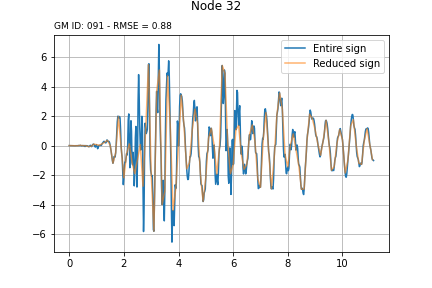 Node 32
GM ID: 091 - RMSE = 0.88
Entire sign
Reduced sign
6
4
2
0
−2
−4
−6
0 2 4 6 8 10